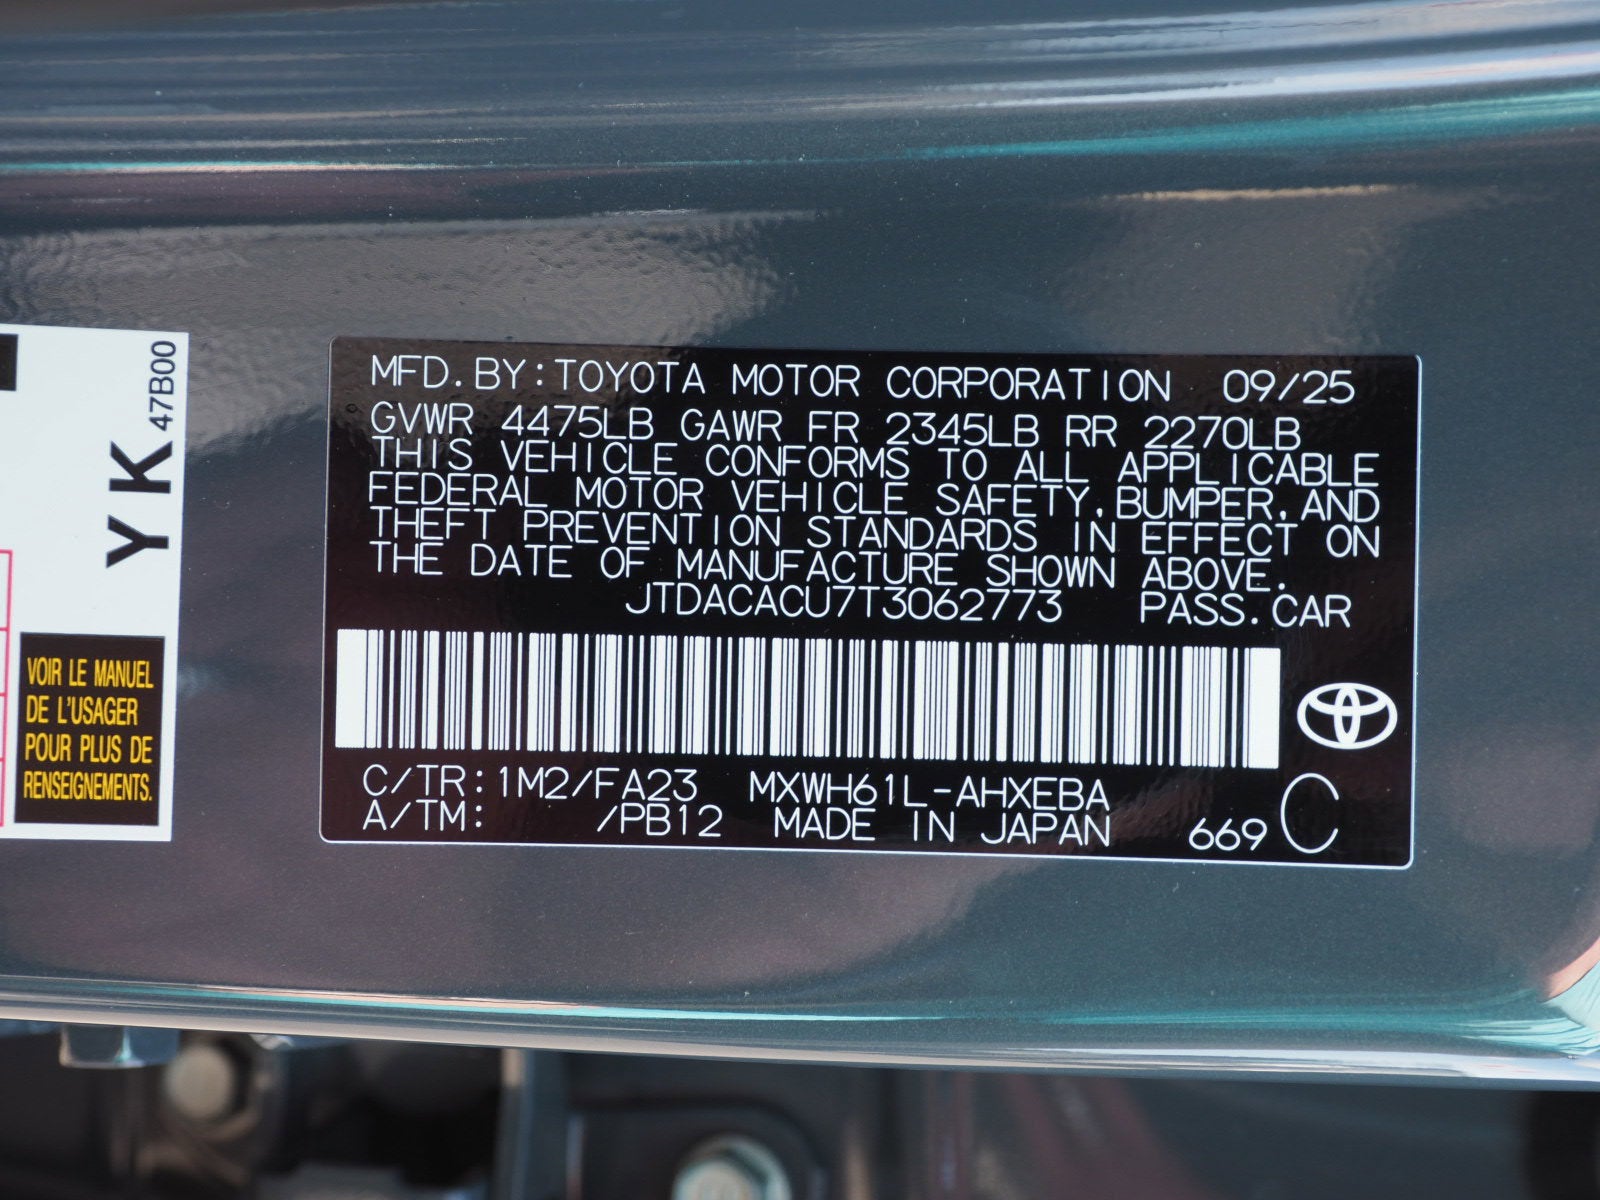 47B00
YK
VOIR LE MANUEL
DE L'USAGER
POUR PLUS DE
RENSEIGNEMENTS.
MFD.BY:TOYOTA MOTOR CORPORATION 09/25
GVWR 4475LB GAWR FR 2345LB RR 2270LB
THIS VEHICLE CONFORMS TO ALL APPLICABLE
FEDERAL MOTOR VEHICLE SAFETY,BUMPER,AND
THEFT PREVENTION STANDARDS IN EFFECT ON
THE DATE OF MANUFACTURE SHOWN ABOVE.
JTDACACU7T3062773 PASS.CAR
C/TR:1M2/FA23 MXWH61L-AHXEBA
A/TM: /PB12 MADE IN JAPAN 669 C